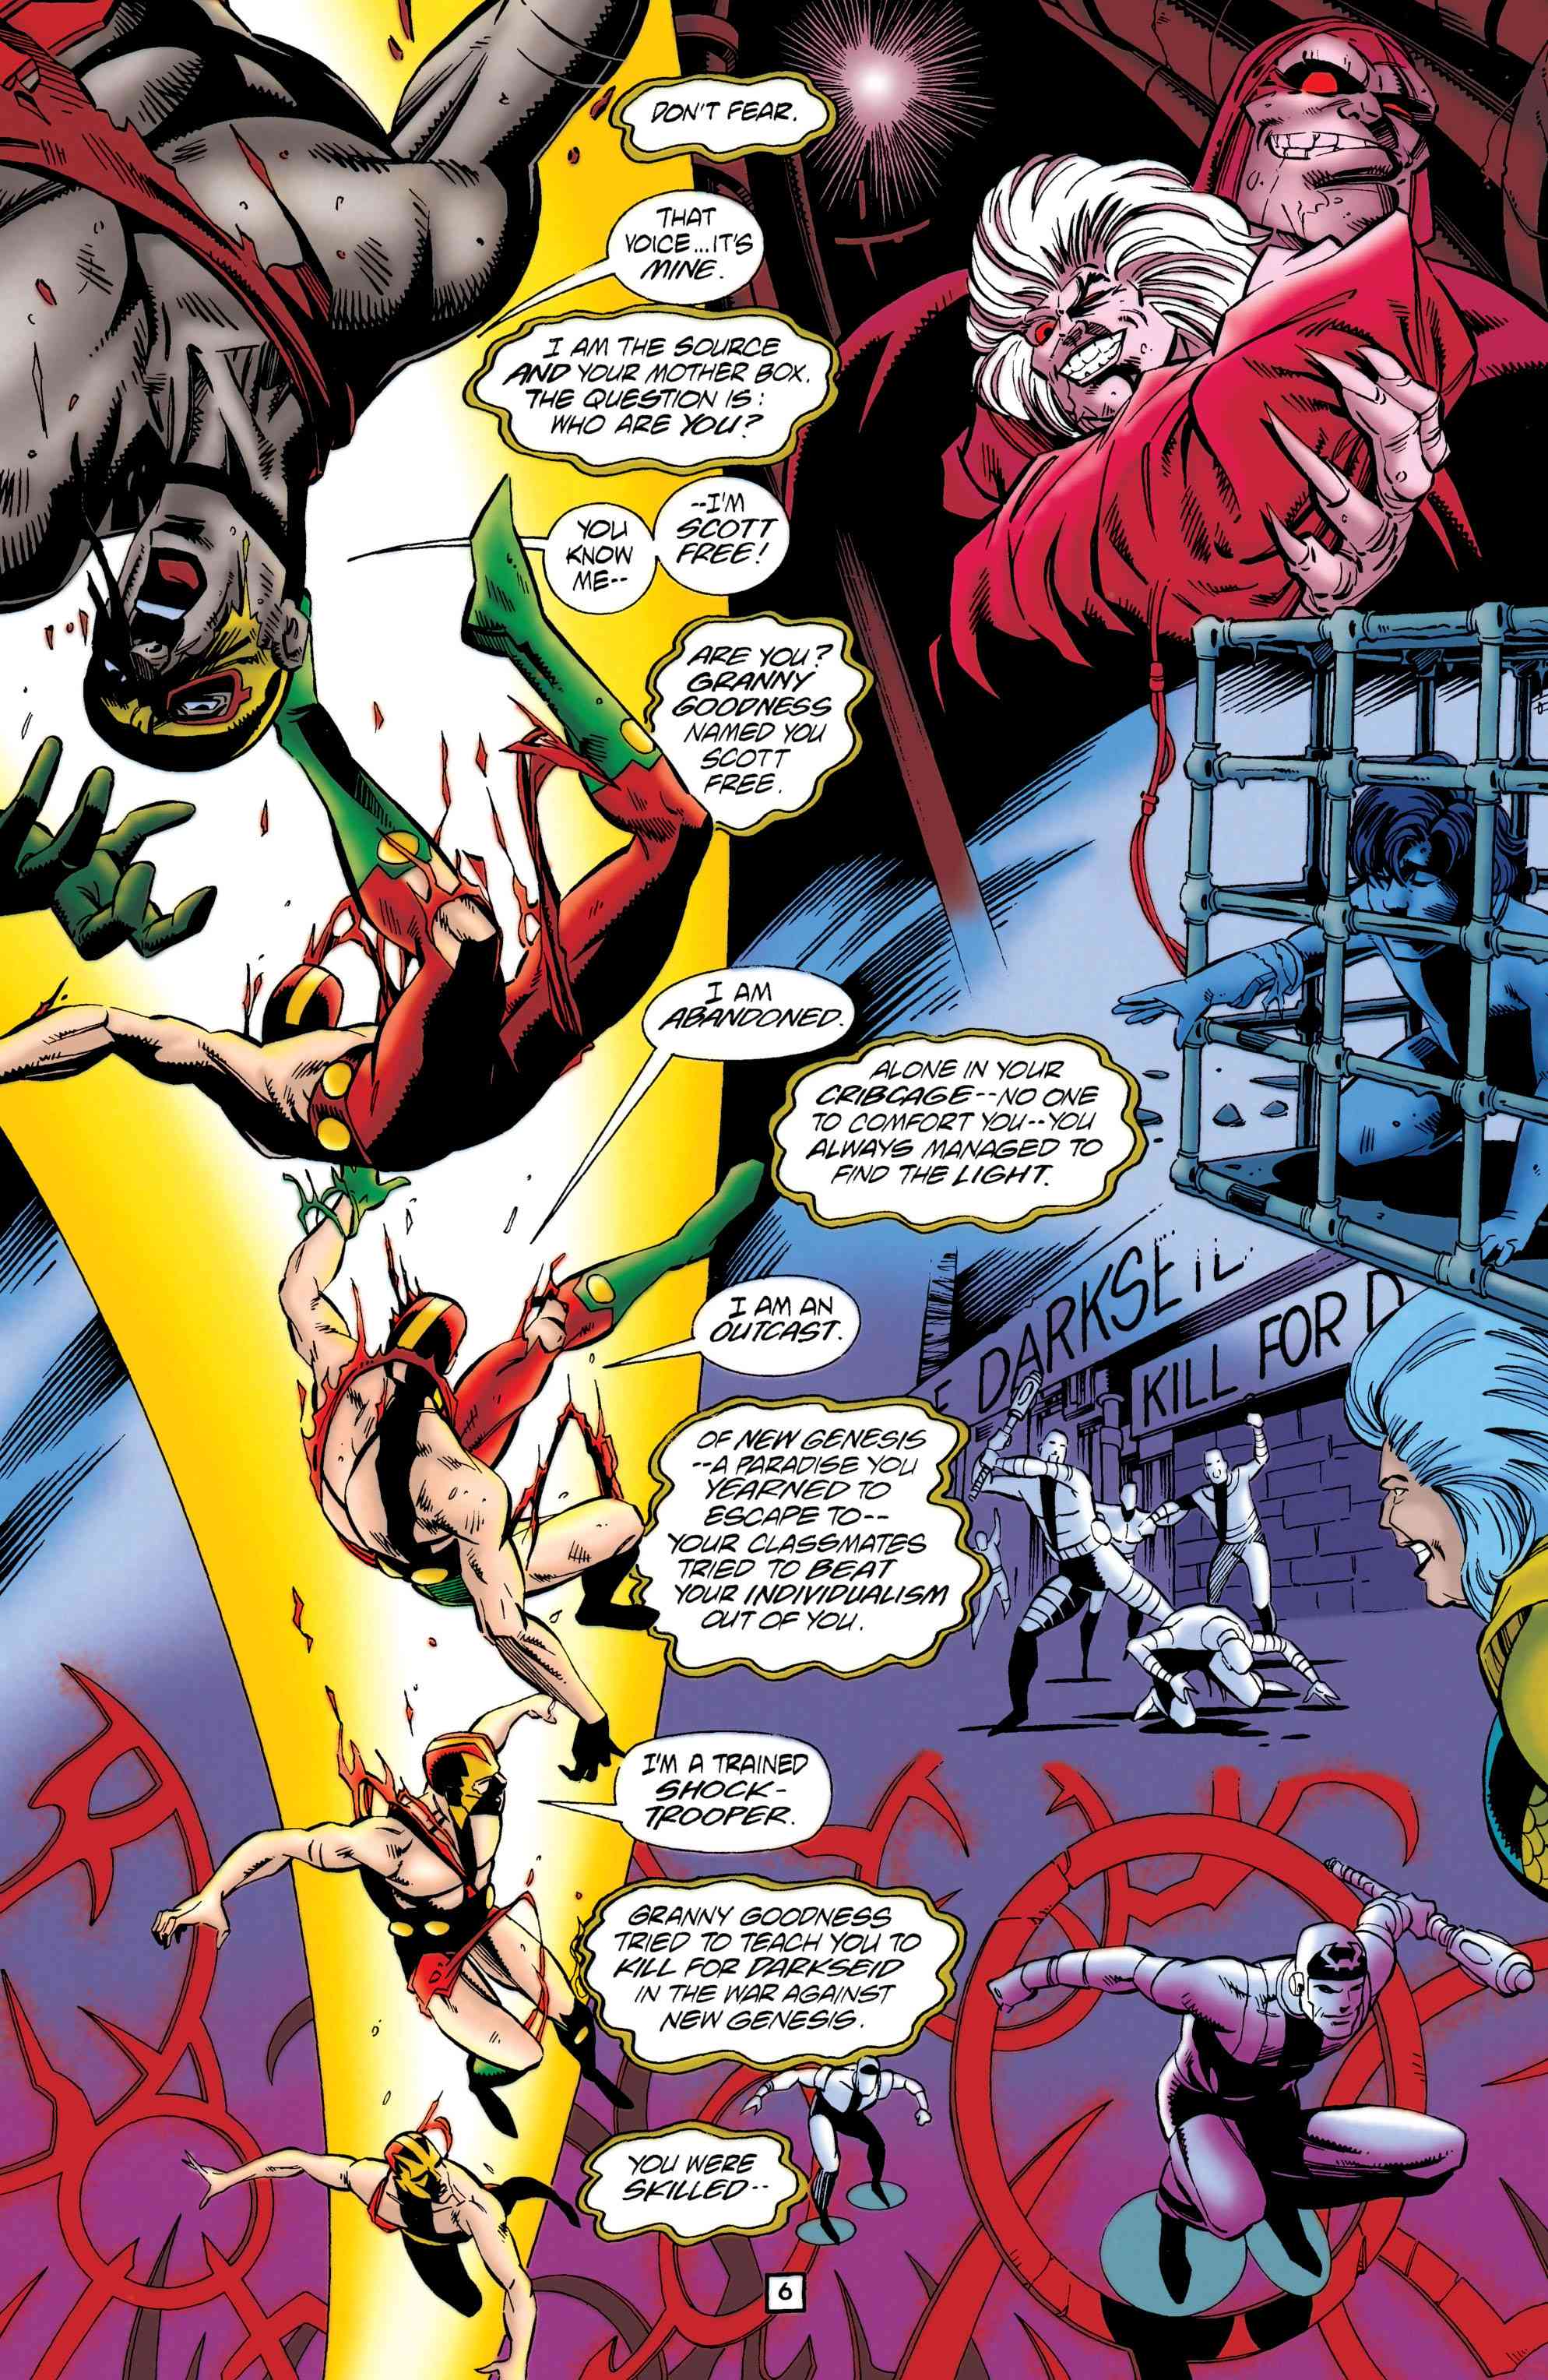 DON'T FEAR.
THAT
VOICE...IT'S
MINE.
I AM THE SOURCE
AND YOUR MOTHER BOX.
THE QUESTION IS:
WHO ARE YOU?
YOU
KNOW
ME--
--I'M
SCOTT
FREE!
ARE YOU?
GRANNY
GOODNESS
NAMED YOU
SCOTT
FREE.
I AM
ABANDONED.
ALONE IN YOUR
CRIBCAGE--NO ONE
TO COMFORT YOU--YOU
ALWAYS MANAGED TO
FIND THE LIGHT.
I AM AN
OUTCAST.
E DARKSEID
KILL FOR D
OF NEW GENESIS
--A PARADISE YOU
YEARNED TO
ESCAPE TO--
YOUR CLASSMATES
TRIED TO BEAT
YOUR INDIVIDUALISM
OUT OF YOU.
I'M A TRAINED
SHOCK-
TROOPER.
GRANNY GOODNESS
TRIED TO TEACH YOU TO
KILL FOR DARKSEID
IN THE WAR AGAINST
NEW GENESIS.
YOU WERE
SKILLED--
6